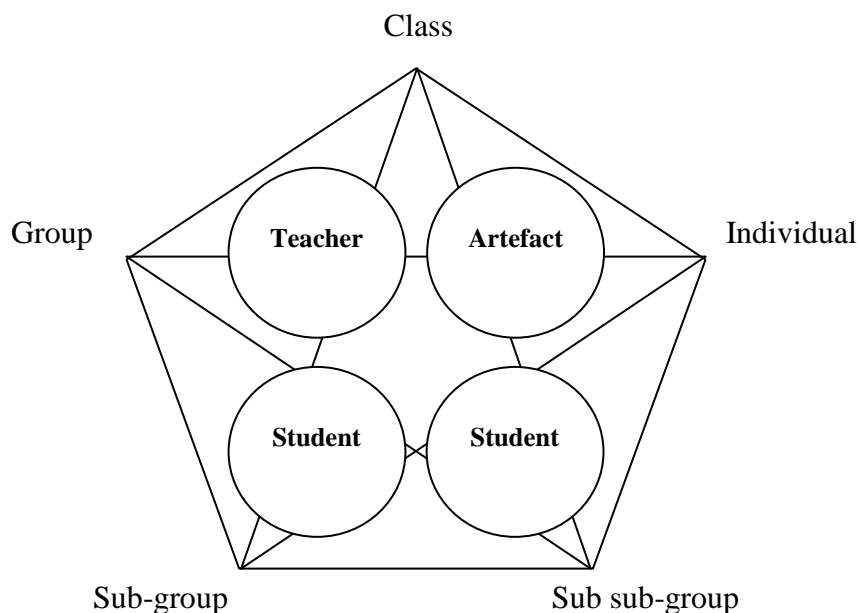 Class
Group
Teacher
Artefact
Individual
Student
Student
Sub-group
Sub sub-group